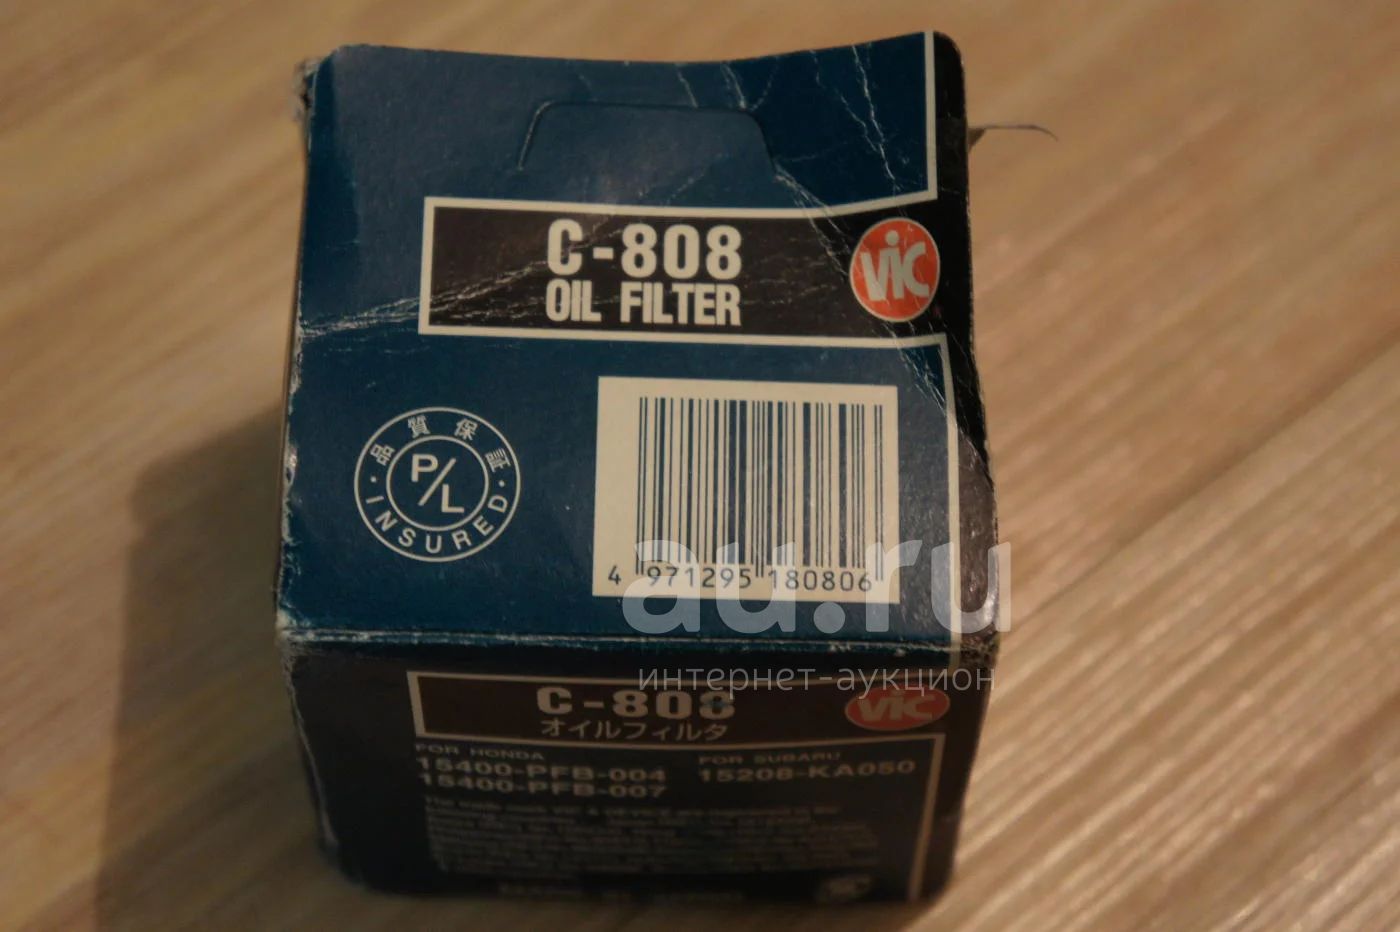 C-808
OIL FILTER
ViC
品質保証
P/L
· INSURED ·
4 971295 180806
au.ru
интернет-аукцион
C-808
オイルフィルタ
ViC
FOR HONDA
15400-PFB-004
15400-PFB-007
FOR SUBARU
15208-KA050